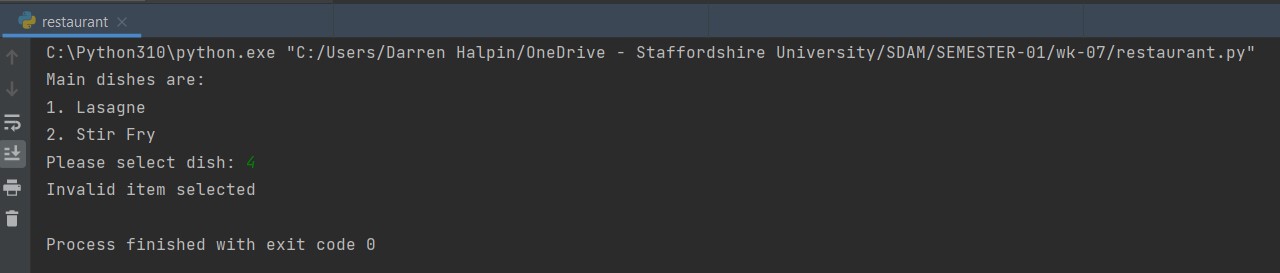 restaurant
C:\Python310\python.exe "C:/Users/Darren Halpin/OneDrive - Staffordshire University/SDAM/SEMESTER-01/wk-07/restaurant.py"
Main dishes are:
1. Lasagne
2. Stir Fry
Please select dish: 4
Invalid item selected
Process finished with exit code 0